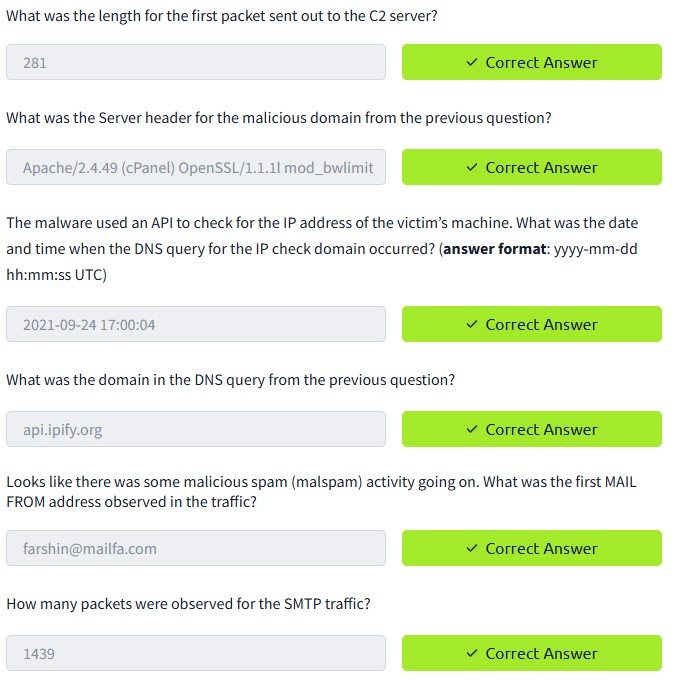 What was the length for the first packet sent out to the C2 server?
281
✓ Correct Answer
What was the Server header for the malicious domain from the previous question?
Apache/2.4.49 (cPanel) OpenSSL/1.1.1l mod_bwlimit
✓ Correct Answer
The malware used an API to check for the IP address of the victim’s machine. What was the date
and time when the DNS query for the IP check domain occurred? (answer format: yyyy-mm-dd
hh:mm:ss UTC)
2021-09-24 17:00:04
✓ Correct Answer
What was the domain in the DNS query from the previous question?
api.ipify.org
✓ Correct Answer
Looks like there was some malicious spam (malspam) activity going on. What was the first MAIL
FROM address observed in the traffic?
farshin@mailfa.com
✓ Correct Answer
How many packets were observed for the SMTP traffic?
1439
✓ Correct Answer